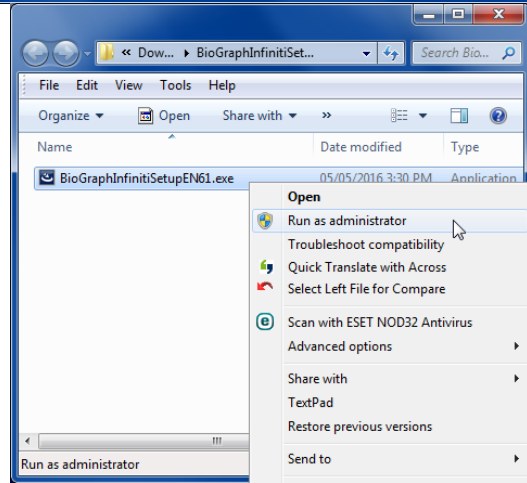 « Dow... ▸ BioGraphInfinitiSet...
Search Bio...
File Edit View Tools Help
Organize ▾ Open Share with ▾ »
Name Date modified Type
BioGraphInfinitiSetupEN61.exe 05/05/2016 3:30 PM Application
Open
Run as administrator
Troubleshoot compatibility
Quick Translate with Across
Select Left File for Compare
Scan with ESET NOD32 Antivirus
Advanced options
Share with
TextPad
Restore previous versions
Send to
Run as administrator